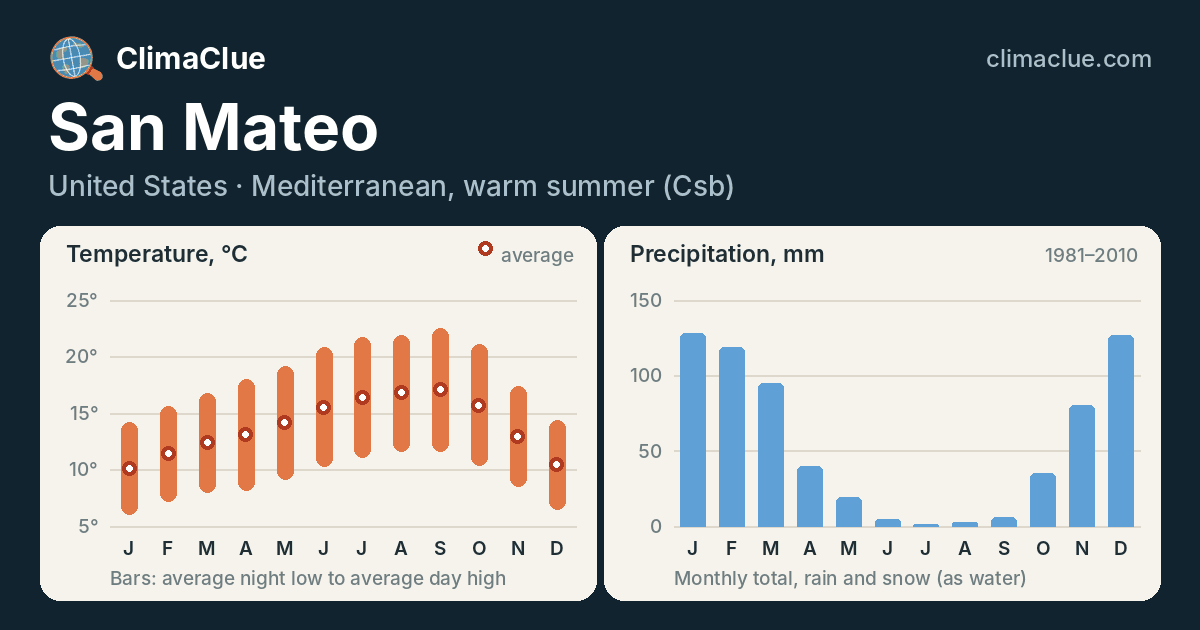 ClimaClue
climaclue.com
San Mateo
United States · Mediterranean, warm summer (Csb)
Temperature, °C
average
25°
20°
15°
10°
5°
J F M A M J J A S O N D
Bars: average night low to average day high
Precipitation, mm
1981–2010
150
100
50
0
J F M A M J J A S O N D
Monthly total, rain and snow (as water)